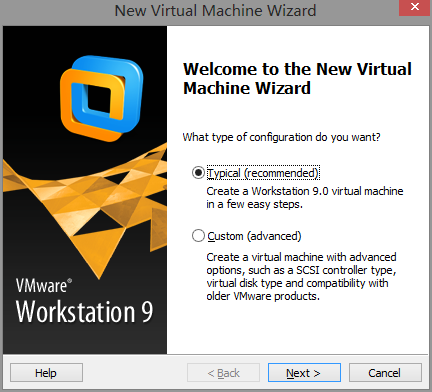 New Virtual Machine Wizard
Welcome to the New Virtual
Machine Wizard
What type of configuration do you want?
Typical (recommended)
Create a Workstation 9.0 virtual machine
in a few easy steps.
Custom (advanced)
Create a virtual machine with advanced
options, such as a SCSI controller type,
virtual disk type and compatibility with
older VMware products.
VMware®
Workstation 9
Help
< Back
Next >
Cancel